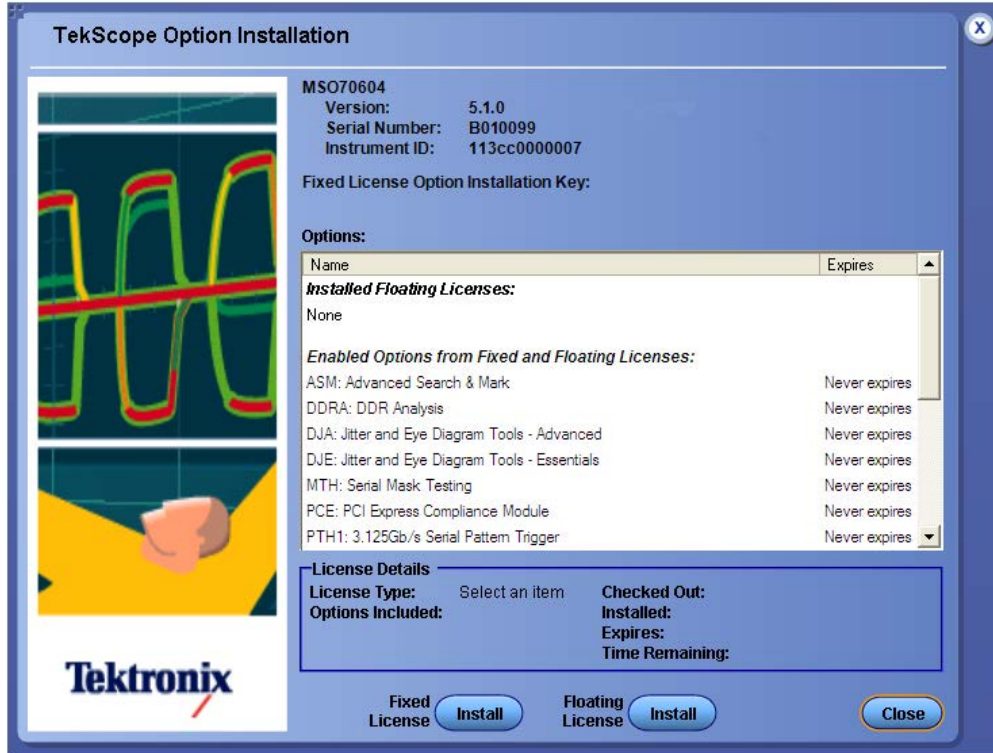 TekScope Option Installation
X
MSO70604
Version: 5.1.0
Serial Number: B010099
Instrument ID: 113cc0000007
Fixed License Option Installation Key:
Options:
Name Expires
Installed Floating Licenses:
None
Enabled Options from Fixed and Floating Licenses:
ASM: Advanced Search & Mark Never expires
DDRA: DDR Analysis Never expires
DJA: Jitter and Eye Diagram Tools - Advanced Never expires
DJE: Jitter and Eye Diagram Tools - Essentials Never expires
MTH: Serial Mask Testing Never expires
PCE: PCI Express Compliance Module Never expires
PTH1: 3.125Gb/s Serial Pattern Trigger Never expires
License Details
License Type: Select an item Checked Out:
Options Included: Installed:
Expires:
Time Remaining:
Tektronix
Fixed License Install Floating License Install Close